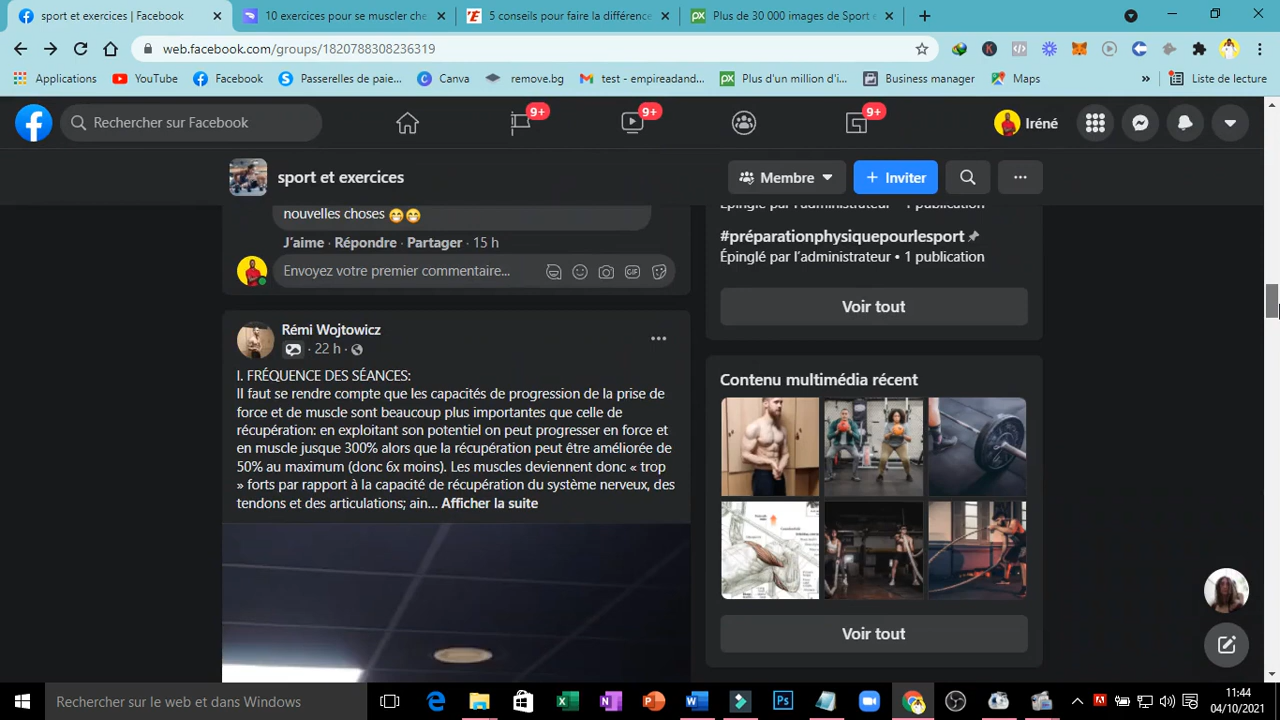 sport et exercices | Facebook
10 exercices pour se muscler che
5 conseils pour faire la différence
Plus de 30 000 images de Sport e
web.facebook.com/groups/1820788308236319
Applications
YouTube
Facebook
Passerelles de paie...
Canva
remove.bg
test - empireadand...
Plus d'un million d'i...
Business manager
Maps
»
Liste de lecture
Rechercher sur Facebook
9+
9+
9+
Iréné
sport et exercices
Membre
+ Inviter
nouvelles choses 😁😁
J'aime · Répondre · Partager · 15 h
Envoyez votre premier commentaire...
GIF
Rémi Wojtowicz
· 22 h ·
I. FRÉQUENCE DES SÉANCES:
Il faut se rendre compte que les capacités de progression de la prise de
force et de muscle sont beaucoup plus importantes que celle de
récupération: en exploitant son potentiel on peut progresser en force et
en muscle jusque 300% alors que la récupération peut être améliorée de
50% au maximum (donc 6x moins). Les muscles deviennent donc « trop
» forts par rapport à la capacité de récupération du système nerveux, des
tendons et des articulations; ain... Afficher la suite
Épinglé par l'administrateur • 1 publication
#préparationphysiquepourlesport
Épinglé par l'administrateur • 1 publication
Voir tout
Contenu multimédia récent
Voir tout
Rechercher sur le web et dans Windows
11:44
04/10/2021